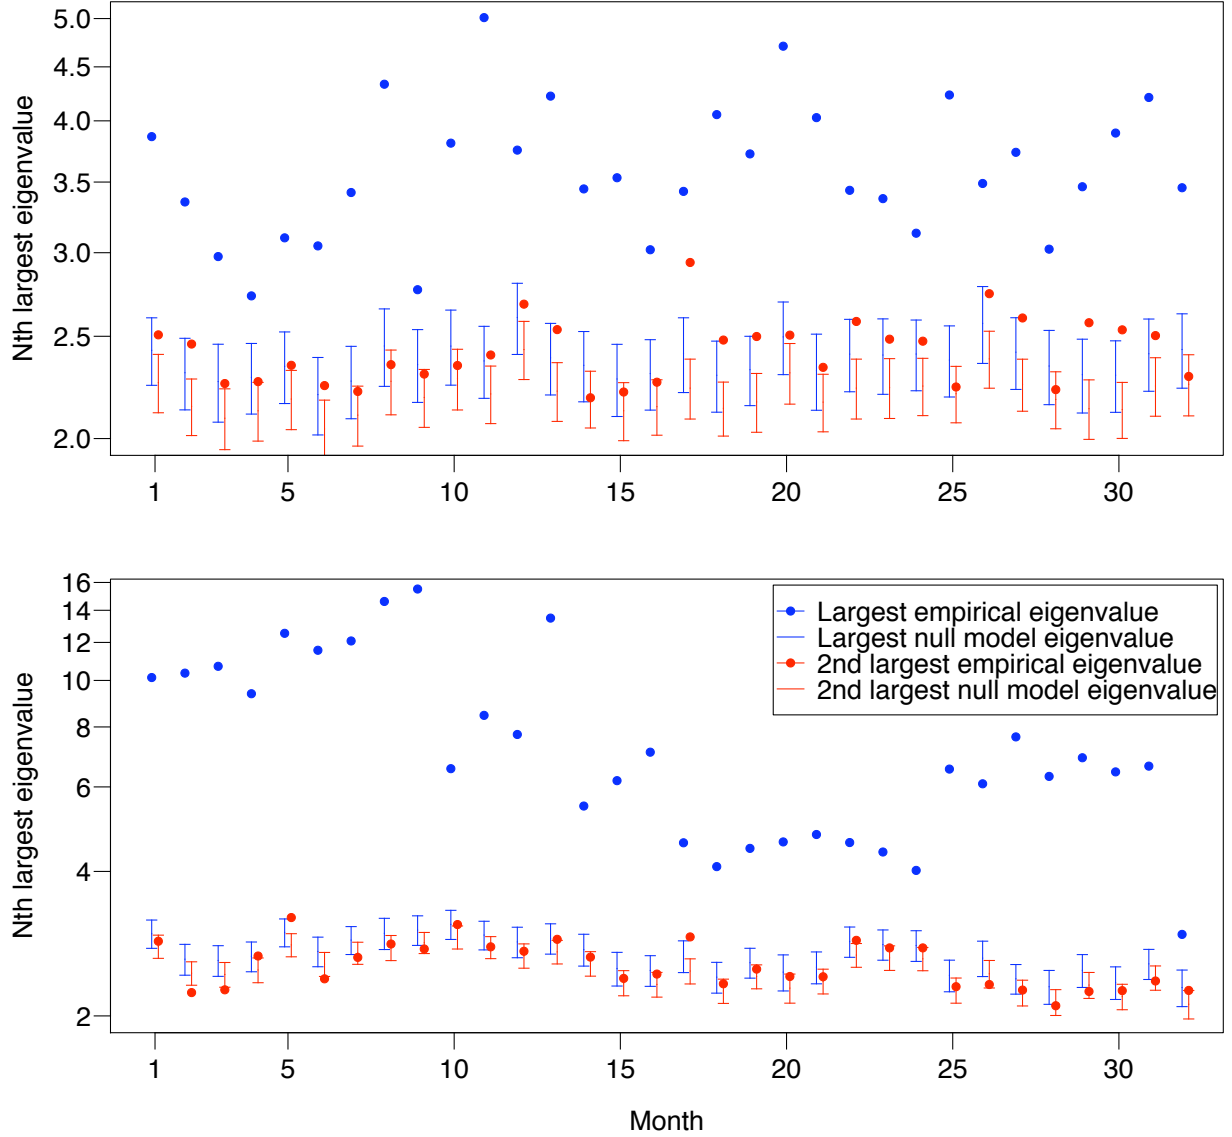 Nth largest eigenvalue
5.0
4.5
4.0
3.5
3.0
2.5
2.0
1 5 10 15 20 25 30
Nth largest eigenvalue
16
14
12
10
8
6
4
2
Largest empirical eigenvalue
Largest null model eigenvalue
2nd largest empirical eigenvalue
2nd largest null model eigenvalue
1 5 10 15 20 25 30
Month